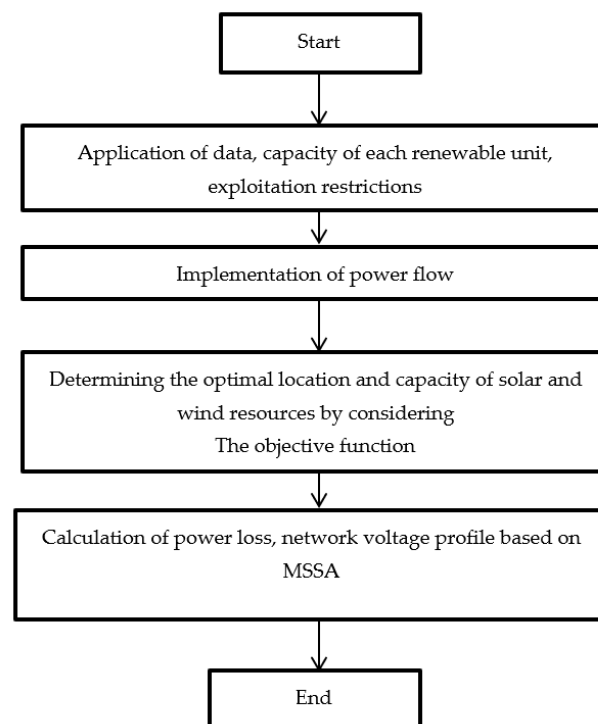 Start
Application of data, capacity of each renewable unit,
exploitation restrictions
Implementation of power flow
Determining the optimal location and capacity of solar and
wind resources by considering
The objective function
Calculation of power loss, network voltage profile based on
MSSA
End